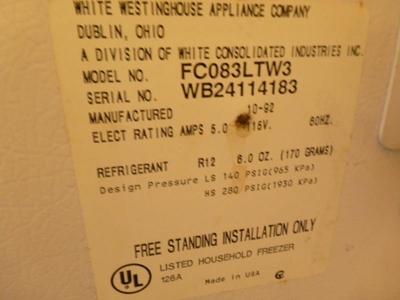 WHITE WESTINGHOUSE APPLIANCE COMPANY
DUBLIN, OHIO
A DIVISION OF WHITE CONSOLIDATED INDUSTRIES INC.
MODEL NO. FC083LTW3
SERIAL NO. WB24114183
MANUFACTURED 10-92
ELECT RATING AMPS 5.0 115V. 60HZ.
REFRIGERANT R12 6.0 OZ. (170 GRAMS)
Design Pressure LS 140 PSIG(965 KPa)
HS 280 PSIG(1930 KPa)
FREE STANDING INSTALLATION ONLY
UL LISTED HOUSEHOLD FREEZER
126A Made in USA